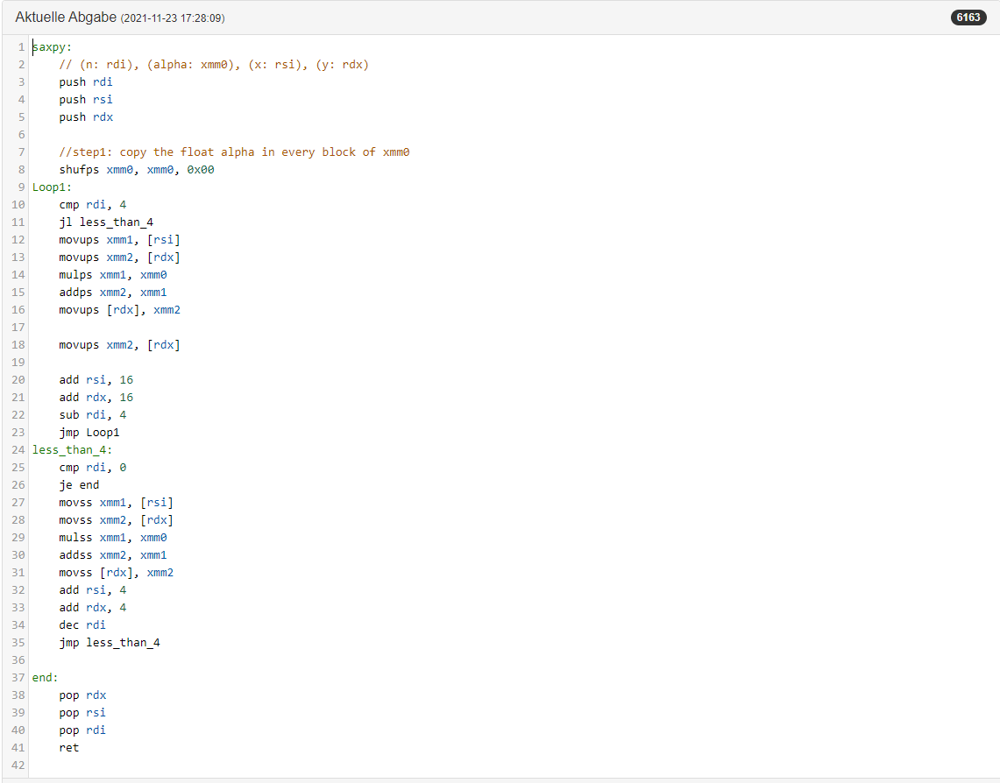 Aktuelle Abgabe (2021-11-23 17:28:09) 6163
1 saxpy:
2 // (n: rdi), (alpha: xmm0), (x: rsi), (y: rdx)
3 push rdi
4 push rsi
5 push rdx
6
7 //step1: copy the float alpha in every block of xmm0
8 shufps xmm0, xmm0, 0x00
9 Loop1:
10 cmp rdi, 4
11 jl less_than_4
12 movups xmm1, [rsi]
13 movups xmm2, [rdx]
14 mulps xmm1, xmm0
15 addps xmm2, xmm1
16 movups [rdx], xmm2
17
18 movups xmm2, [rdx]
19
20 add rsi, 16
21 add rdx, 16
22 sub rdi, 4
23 jmp Loop1
24 less_than_4:
25 cmp rdi, 0
26 je end
27 movss xmm1, [rsi]
28 movss xmm2, [rdx]
29 mulss xmm1, xmm0
30 addss xmm2, xmm1
31 movss [rdx], xmm2
32 add rsi, 4
33 add rdx, 4
34 dec rdi
35 jmp less_than_4
36
37 end:
38 pop rdx
39 pop rsi
40 pop rdi
41 ret
42